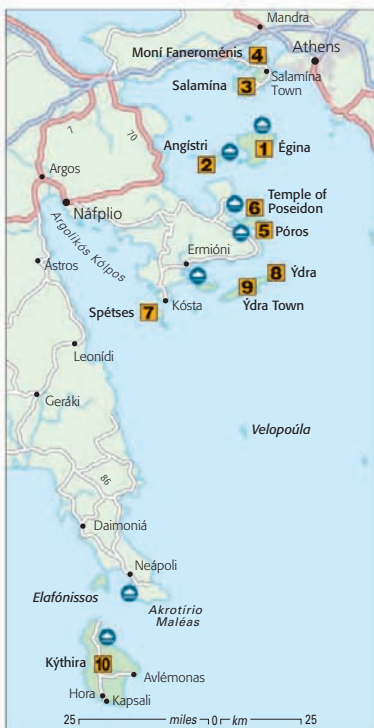 Mandra
Athens
Moní Faneroménis 4
Salamína
Town
Salamína 3
7
70
Angístri
2
1 Égina
Argos
Temple of
Poseidon
6
Náfplio
5 Póros
Argolikós Kólpos
Ermióni
Ástros
8 Ýdra
9
Ýdra Town
Spétses 7
Kósta
Leonídi
Geráki
Velopoúla
86
Daimoniá
Neápoli
Elafónissos
Akrotírio
Maléas
Kýthira 10
Avlémonas
Hora
Kapsali
25 miles 0 km 25